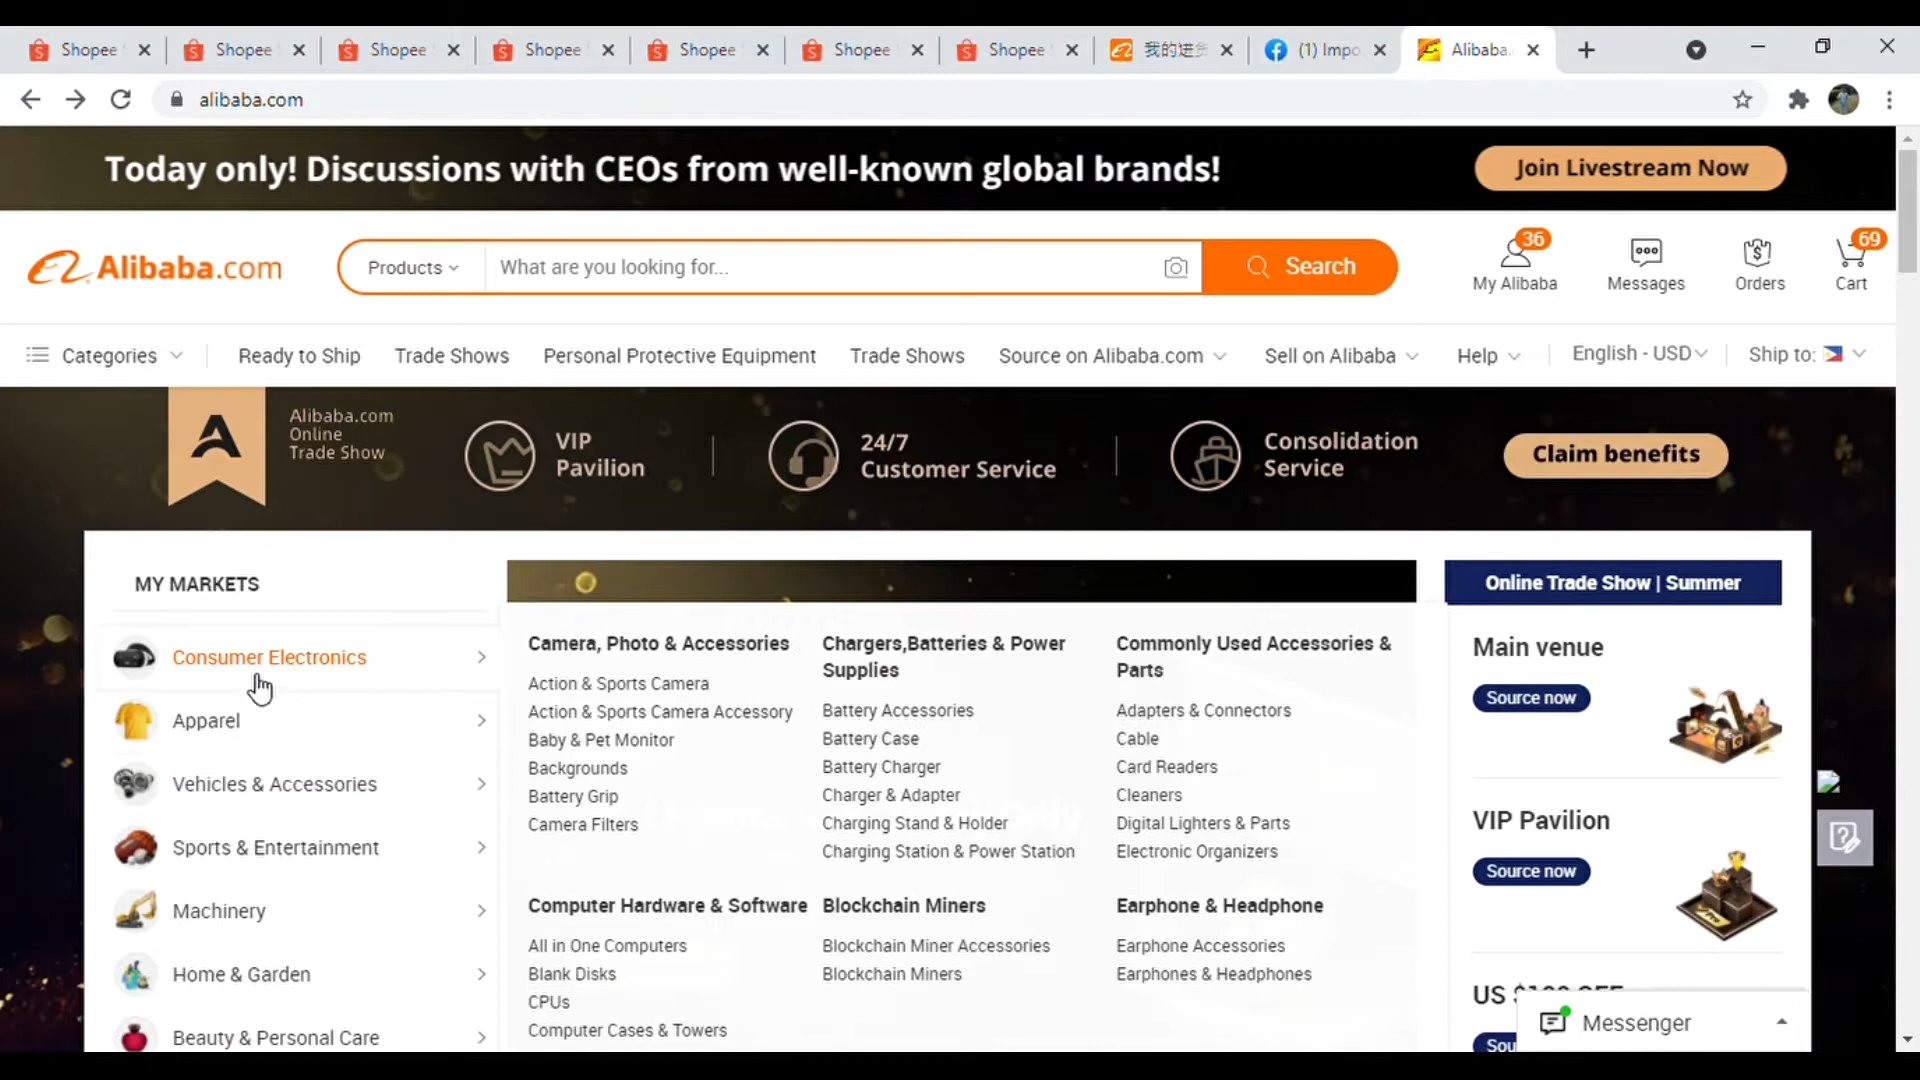 Shopee
Shopee
Shopee
Shopee
Shopee
Shopee
Shopee
我的进货
(1) Impo
Alibaba.
alibaba.com
Today only! Discussions with CEOs from well-known global brands!
Join Livestream Now
Alibaba.com
Products
What are you looking for...
Search
36
My Alibaba
Messages
Orders
69
Cart
Categories
Ready to Ship
Trade Shows
Personal Protective Equipment
Trade Shows
Source on Alibaba.com
Sell on Alibaba
Help
English - USD
Ship to:
A
Alibaba.com
Online
Trade Show
VIP
Pavilion
24/7
Customer Service
Consolidation
Service
Claim benefits
MY MARKETS
Consumer Electronics
Apparel
Vehicles & Accessories
Sports & Entertainment
Machinery
Home & Garden
Beauty & Personal Care
Camera, Photo & Accessories
Action & Sports Camera
Action & Sports Camera Accessory
Baby & Pet Monitor
Backgrounds
Battery Grip
Camera Filters
Chargers,Batteries & Power
Supplies
Battery Accessories
Battery Case
Battery Charger
Charger & Adapter
Charging Stand & Holder
Charging Station & Power Station
Commonly Used Accessories &
Parts
Adapters & Connectors
Cable
Card Readers
Cleaners
Digital Lighters & Parts
Electronic Organizers
Computer Hardware & Software
All in One Computers
Blank Disks
CPUs
Computer Cases & Towers
Blockchain Miners
Blockchain Miner Accessories
Blockchain Miners
Earphone & Headphone
Earphone Accessories
Earphones & Headphones
Online Trade Show | Summer
Main venue
Source now
VIP Pavilion
Source now
US
Sou
Messenger